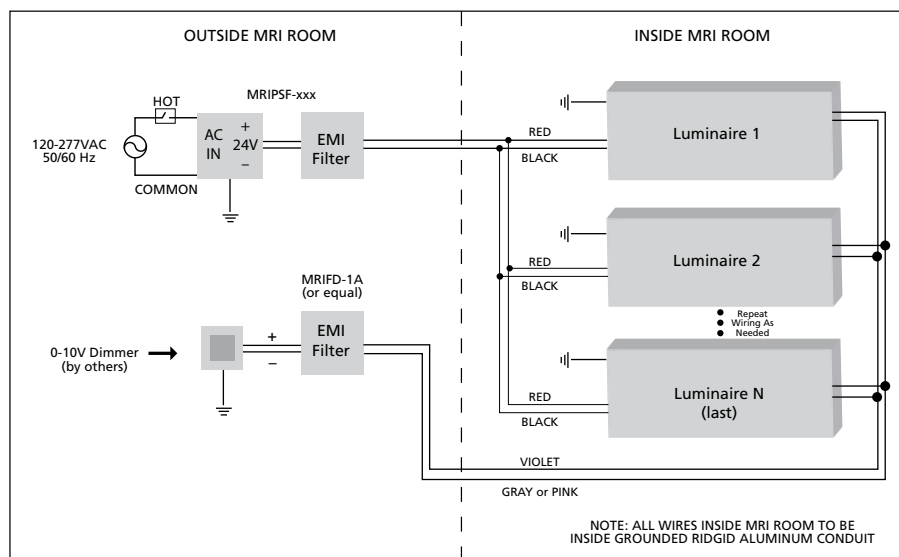 OUTSIDE MRI ROOM
INSIDE MRI ROOM
MRIPSF-xxx
HOT
120-277VAC
50/60 Hz
COMMON
AC
IN
+
24V
–
EMI
Filter
RED
BLACK
Luminaire 1
RED
BLACK
Luminaire 2
Repeat
Wiring As
Needed
MRIFD-1A
(or equal)
0-10V Dimmer
(by others)
+
–
EMI
Filter
RED
BLACK
Luminaire N
(last)
VIOLET
GRAY or PINK
NOTE: ALL WIRES INSIDE MRI ROOM TO BE
INSIDE GROUNDED RIDGID ALUMINUM CONDUIT